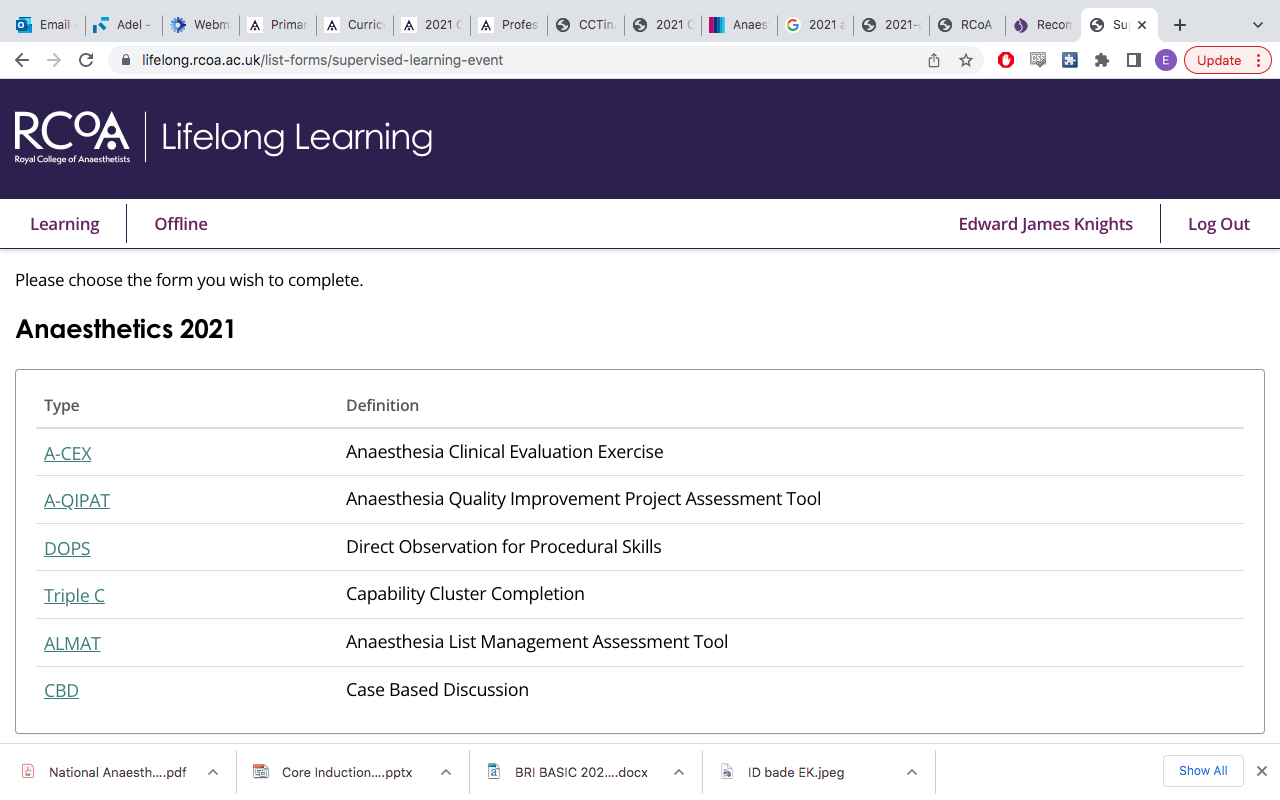 Email
Adel -
Webm
Primar
Curric
2021 C
Profes
CCTin
2021 C
Anaes
2021 a
2021-c
RCoA
Recom
Su
lifelong.rcoa.ac.uk/list-forms/supervised-learning-event
E
Update
RCOA
Royal College of Anaesthetists
Lifelong Learning
Learning
Offline
Edward James Knights
Log Out
Please choose the form you wish to complete.
Anaesthetics 2021
Type Definition
A-CEX Anaesthesia Clinical Evaluation Exercise
A-QIPAT Anaesthesia Quality Improvement Project Assessment Tool
DOPS Direct Observation for Procedural Skills
Triple C Capability Cluster Completion
ALMAT Anaesthesia List Management Assessment Tool
CBD Case Based Discussion
National Anaesth....pdf
Core Induction....pptx
BRI BASIC 202....docx
ID bade EK.jpeg
Show All